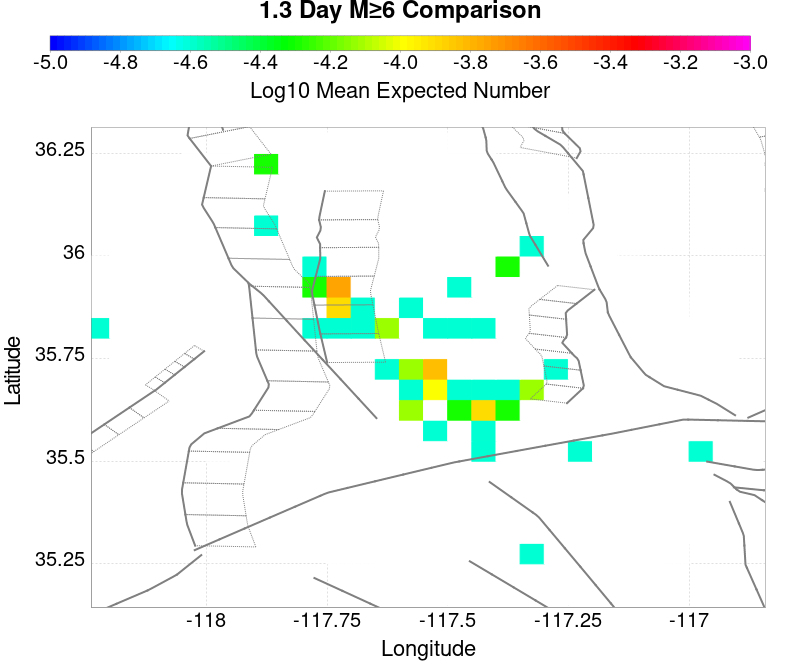 1.3 Day M≥6 Comparison
-5.0 -4.8 -4.6 -4.4 -4.2 -4.0 -3.8 -3.6 -3.4 -3.2 -3.0
Log10 Mean Expected Number
36.25
36
35.75
35.5
35.25
Latitude
-118 -117.75 -117.5 -117.25 -117
Longitude